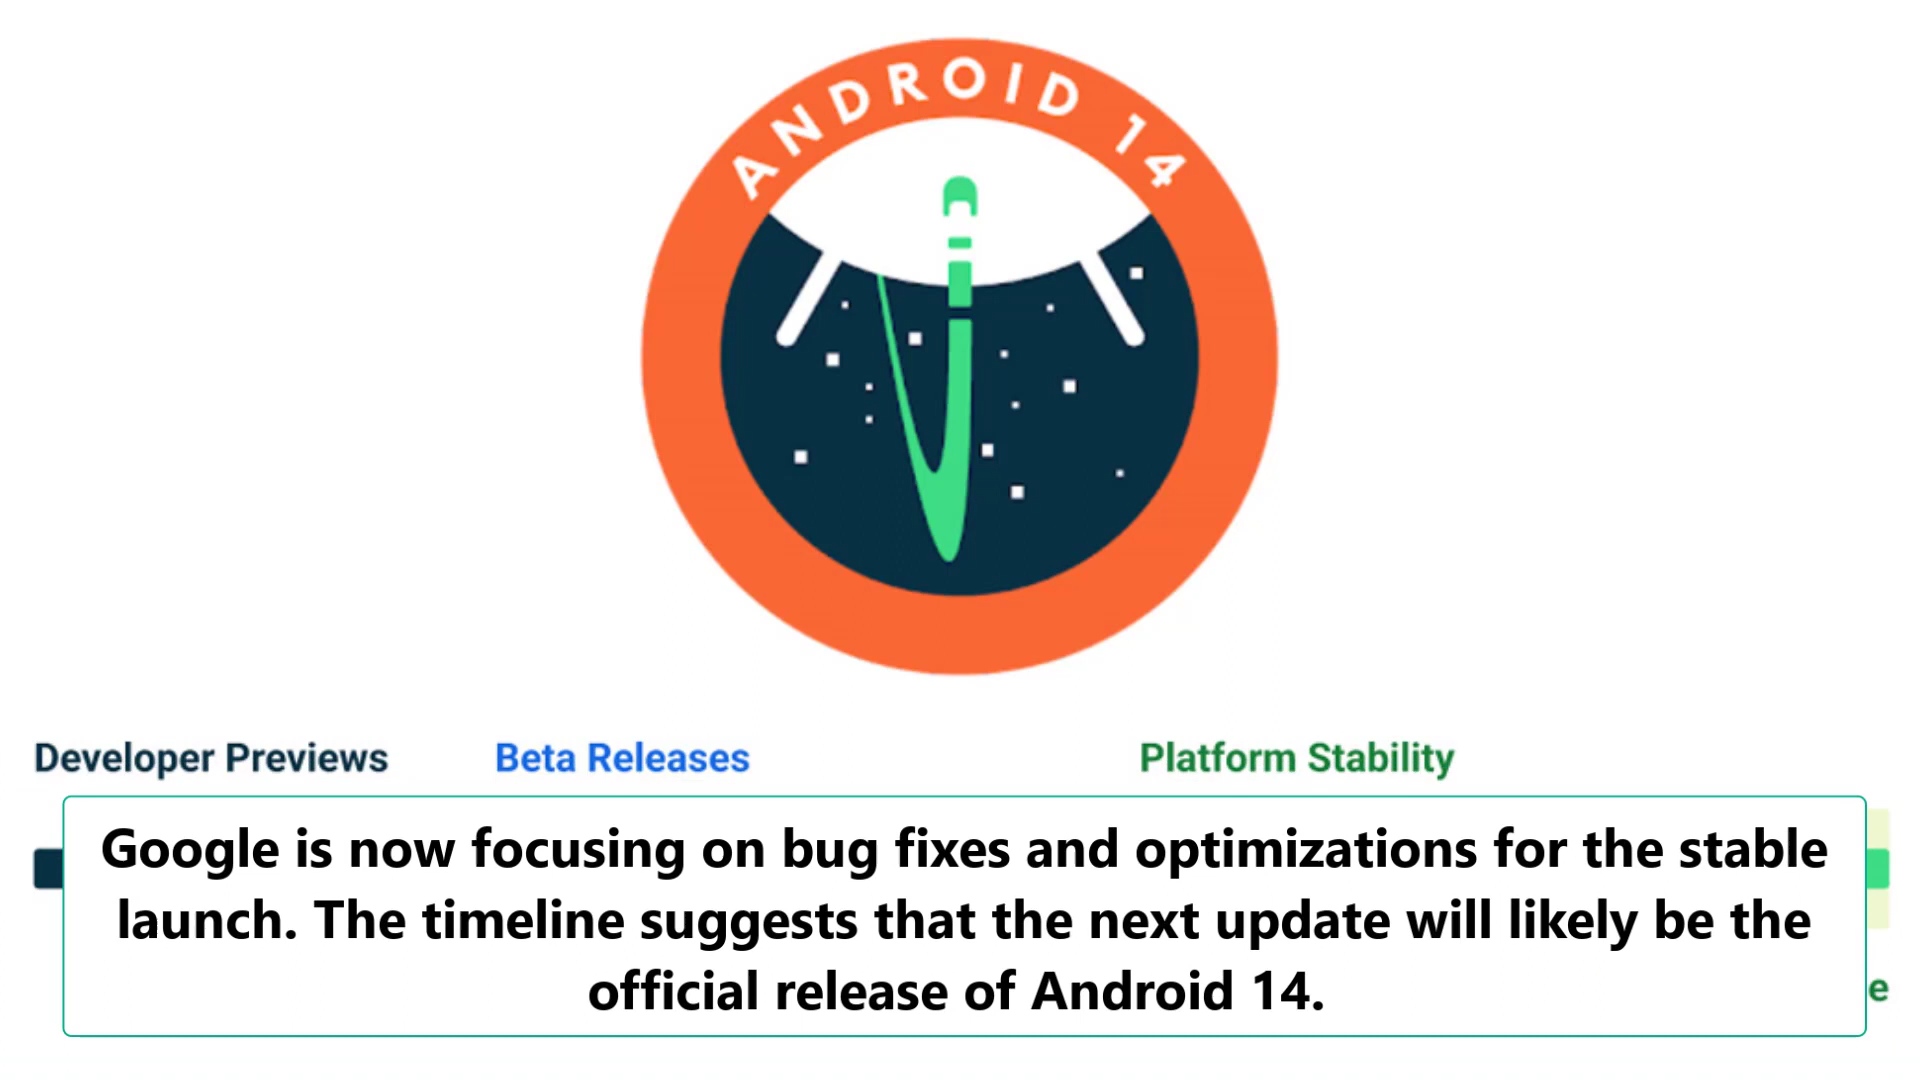 ANDROID 14
Developer Previews
Beta Releases
Platform Stability
Google is now focusing on bug fixes and optimizations for the stable
launch. The timeline suggests that the next update will likely be the
official release of Android 14.
e